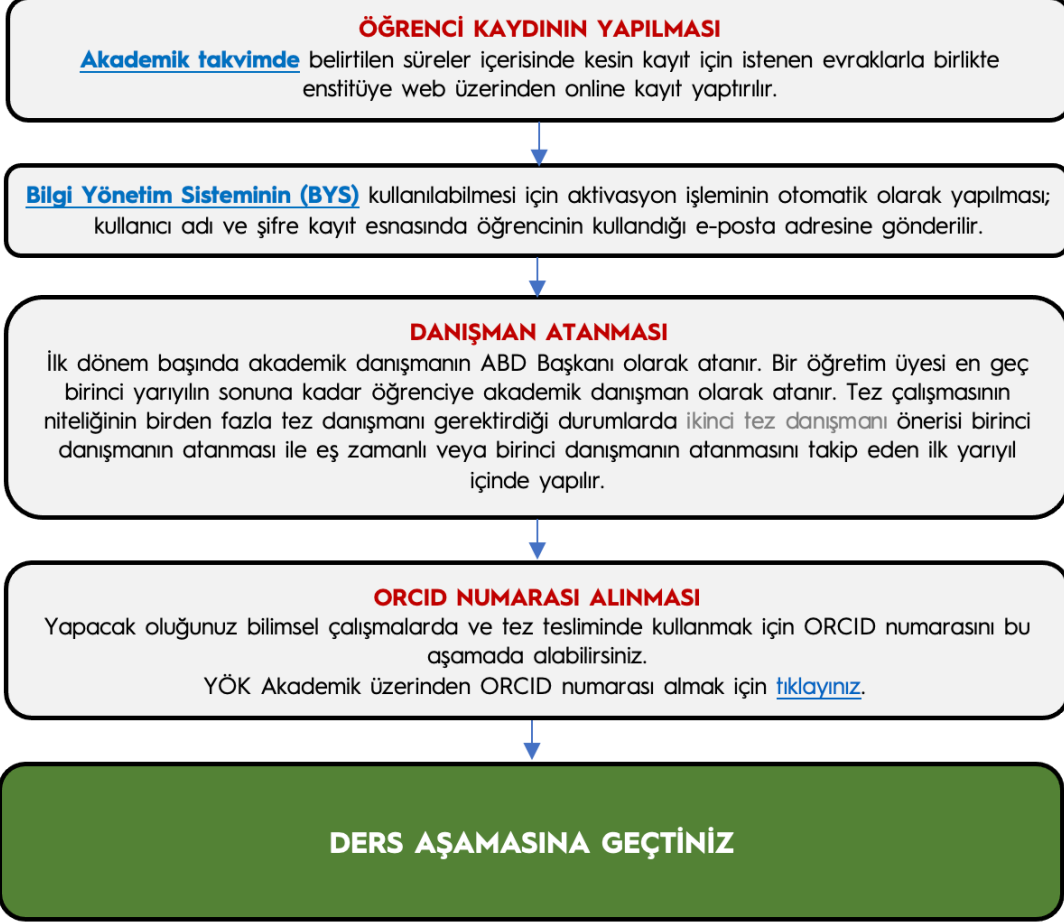 ÖĞRENCİ KAYDININ YAPILMASI
Akademik takvimde belirtilen süreler içerisinde kesin kayıt için istenen evraklarla birlikte
enstitüye web üzerinden online kayıt yaptırılır.
Bilgi Yönetim Sisteminin (BYS) kullanılabilmesi için aktivasyon işleminin otomatik olarak yapılması;
kullanıcı adı ve şifre kayıt esnasında öğrencinin kullandığı e-posta adresine gönderilir.
DANIŞMAN ATANMASI
İlk dönem başında akademik danışmanın ABD Başkanı olarak atanır. Bir öğretim üyesi en geç
birinci yarıyılın sonuna kadar öğrenciye akademik danışman olarak atanır. Tez çalışmasının
niteliğinin birden fazla tez danışmanı gerektirdiği durumlarda ikinci tez danışmanı önerisi birinci
danışmanın atanması ile eş zamanlı veya birinci danışmanın atanmasını takip eden ilk yarıyıl
içinde yapılır.
ORCID NUMARASI ALINMASI
Yapacak oluğunuz bilimsel çalışmalarda ve tez tesliminde kullanmak için ORCID numarasını bu
aşamada alabilirsiniz.
YÖK Akademik üzerinden ORCID numarası almak için tıklayınız.
DERS AŞAMASINA GEÇTİNİZ